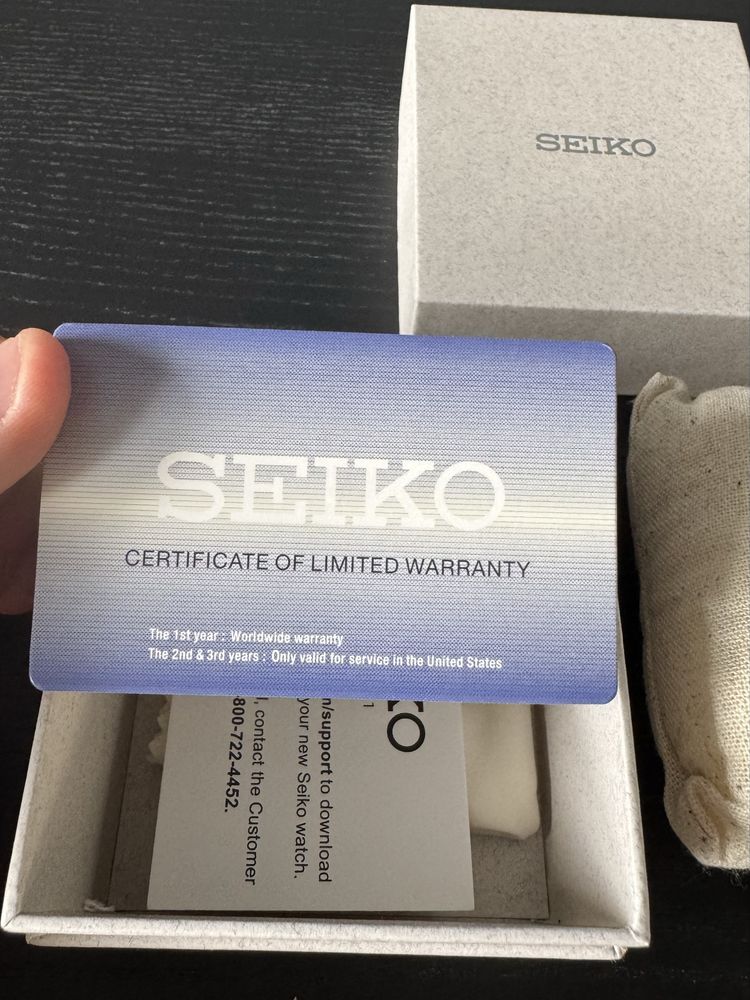 SEIKO
SEIKO
CERTIFICATE OF LIMITED WARRANTY
The 1st year : Worldwide warranty
The 2nd & 3rd years : Only valid for service in the United States
/support to download
your new Seiko watch.
contact the Customer
800-722-4452.